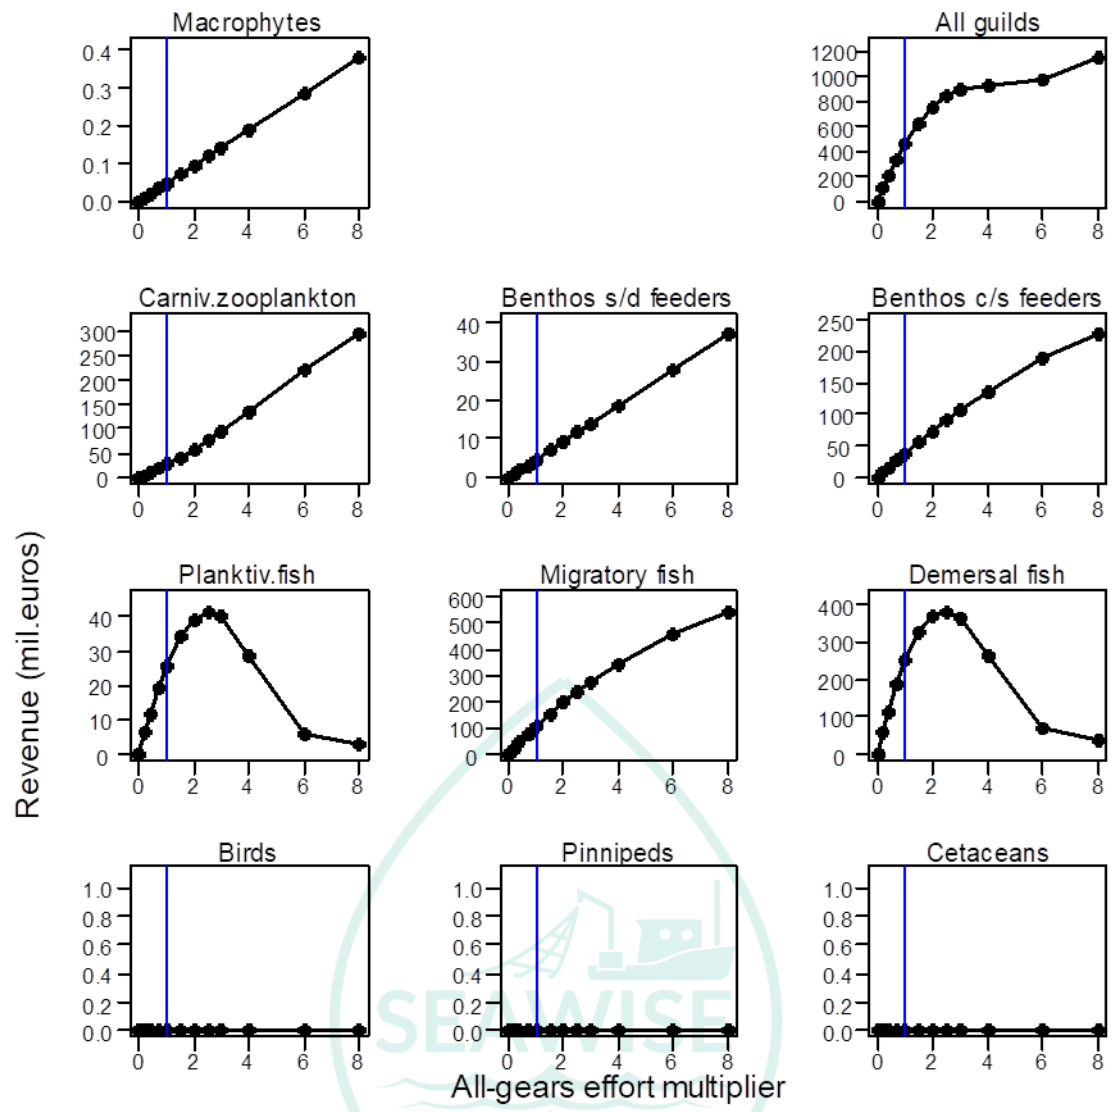 Macrophytes
0.4
0.3
0.2
0.1
0.0
0 2 4 6 8
All guilds
1200
1000
800
600
400
200
0
0 2 4 6 8
Carniv.zooplankton
300
250
200
150
100
50
0
0 2 4 6 8
Benthos s/d feeders
40
30
20
10
0
0 2 4 6 8
Benthos c/s feeders
250
200
150
100
50
0
0 2 4 6 8
Revenue (mil.euros)
Planktiv.fish
40
30
20
10
0
0 2 4 6 8
Migratory fish
600
500
400
300
200
100
0
0 2 4 6 8
Demersal fish
400
300
200
100
0
0 2 4 6 8
Birds
1.0
0.8
0.6
0.4
0.2
0.0
0 2 4 6 8
Pinnipeds
1.0
0.8
0.6
0.4
0.2
0.0
0 2 4 6 8
Cetaceans
1.0
0.8
0.6
0.4
0.2
0.0
0 2 4 6 8
SEAWISE
All-gears effort multiplier